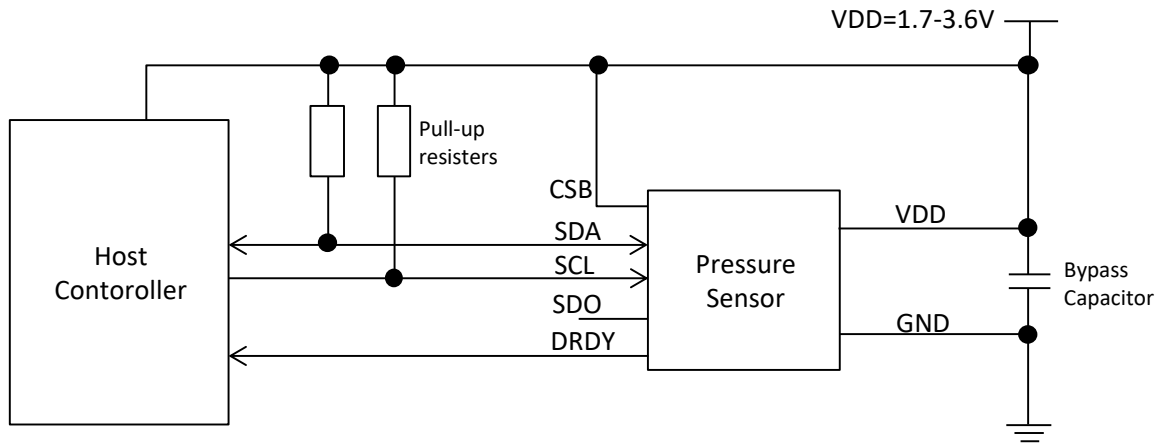 VDD=1.7-3.6V
Pull-up
resisters
CSB
SDA
SCL
SDO
DRDY
Host
Contoroller
Pressure
Sensor
VDD
GND
Bypass
Capacitor